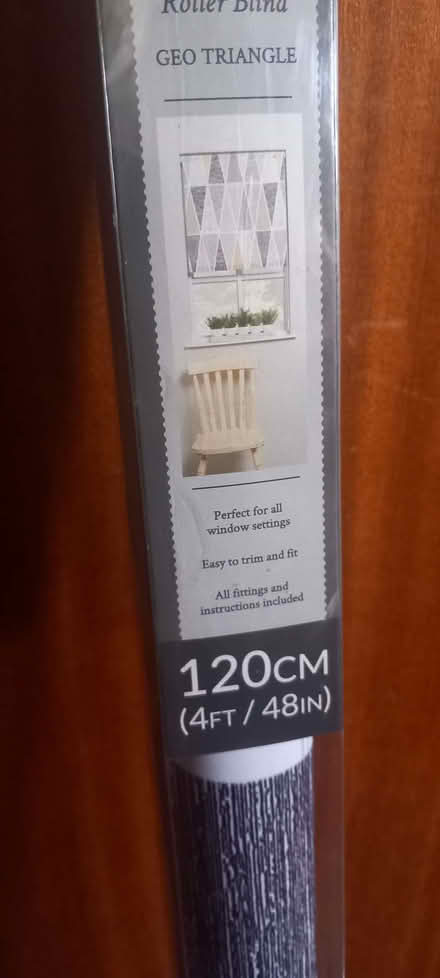 Roller Blind
GEO TRIANGLE
Perfect for all
window settings
Easy to trim and fit
All fittings and
instructions included
120CM
(4FT / 48IN)